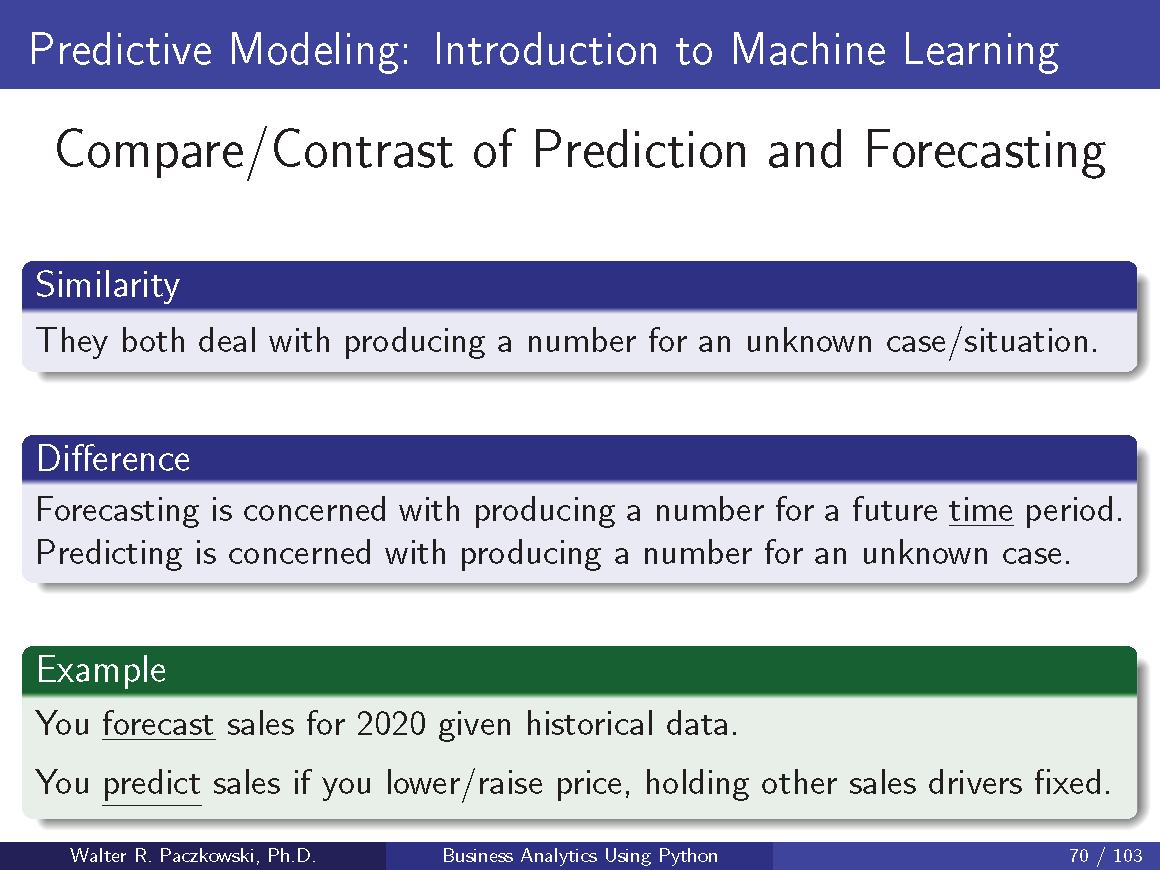 Predictive Modeling: Introduction to Machine Learning
Compare/Contrast of Prediction and Forecasting
Similarity
They both deal with producing a number for an unknown case/situation.
Difference
Forecasting is concerned with producing a number for a future time period.
Predicting is concerned with producing a number for an unknown case.
Example
You forecast sales for 2020 given historical data.
You predict sales if you lower/raise price, holding other sales drivers fixed.
Walter R. Paczkowski, Ph.D. Business Analytics Using Python 70 / 103